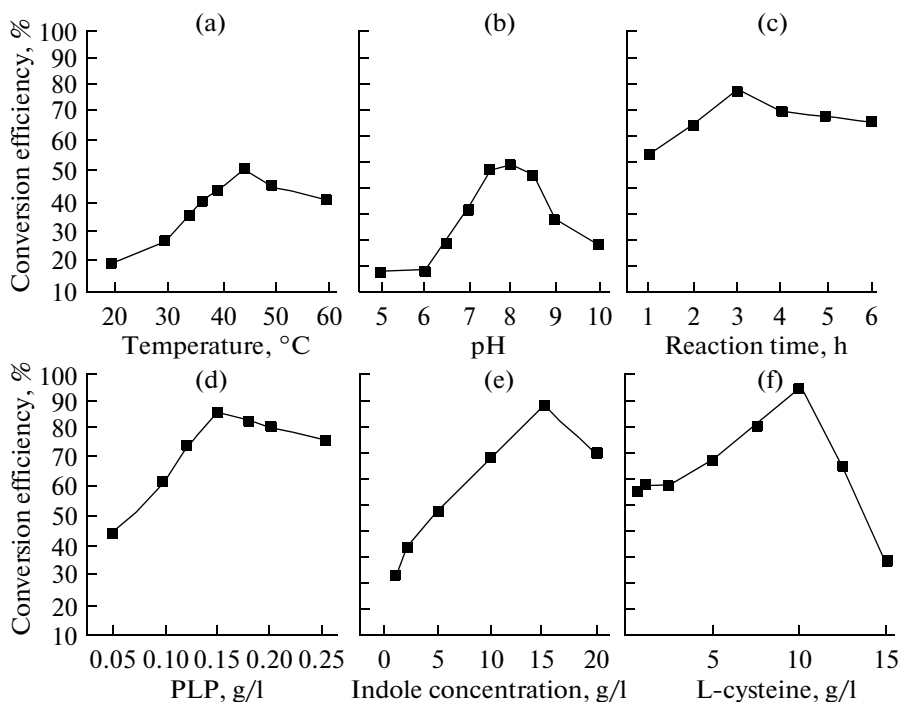 (a) (b) (c)
Conversion efficiency, %
100
90
80
70
60
50
40
30
20
10
20 30 40 50 60
Temperature, °C
5 6 7 8 9 10
pH
1 2 3 4 5 6
Reaction time, h
(d) (e) (f)
Conversion efficiency, %
100
90
80
70
60
50
40
30
20
10
0.05 0.10 0.15 0.20 0.25
PLP, g/l
0 5 10 15 20
Indole concentration, g/l
5 10 15
L-cysteine, g/l